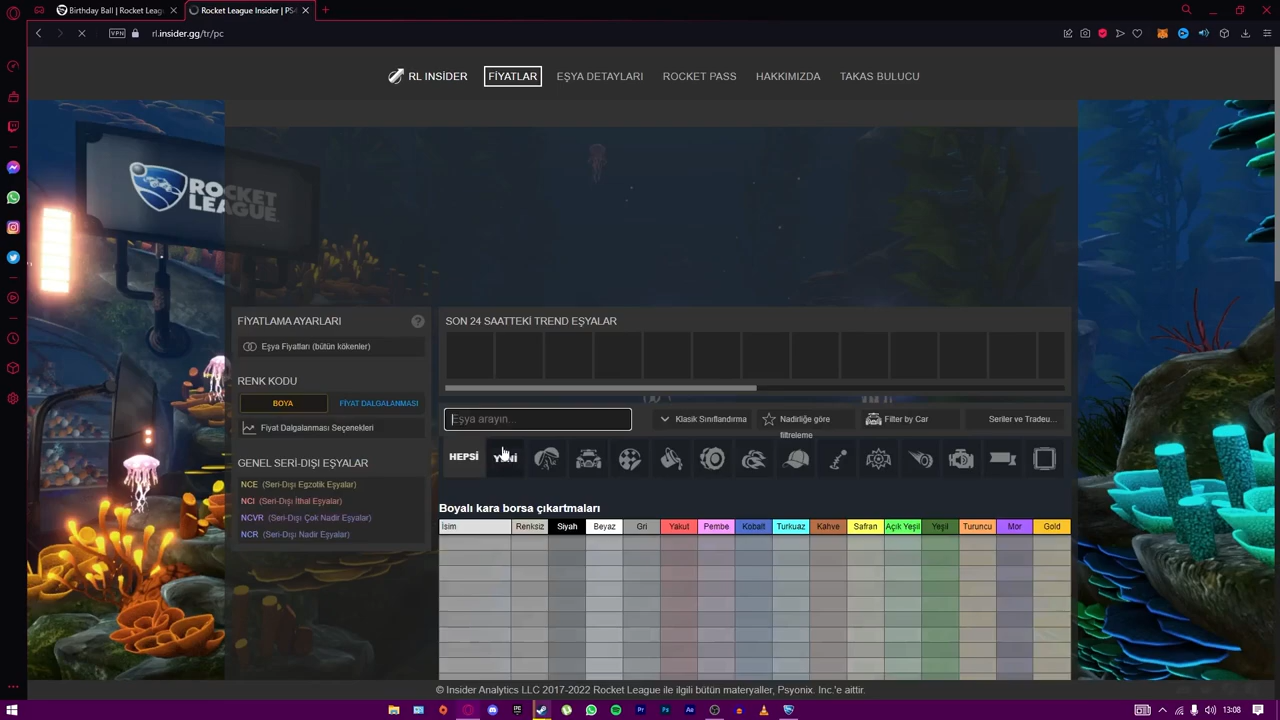 Birthday Ball | Rocket Leag
Rocket League Insider | PS4
VPN
rl.insider.gg/tr/pc
RL INSİDER
FİYATLAR
EŞYA DETAYLARI
ROCKET PASS
HAKKIMIZDA
TAKAS BULUCU
ROCKET
LEAGUE
FİYATLAMA AYARLARI
?
Eşya Fiyatları (bütün kökenler)
RENK KODU
BOYA
FİYAT DALGALANMASI
Fiyat Dalgalanması Seçenekleri
GENEL SERİ-DIŞI EŞYALAR
NCE (Seri-Dışı Egzotik Eşyalar)
NCI (Seri-Dışı İthal Eşyalar)
NCVR (Seri-Dışı Çok Nadir Eşyalar)
NCR (Seri-Dışı Nadir Eşyalar)
SON 24 SAATTEKİ TREND EŞYALAR
Eşya arayın...
Klasik Sınıflandırma
Nadirliğe göre
filtreleme
Filter by Car
Seriler ve Tradeu...
HEPSİ
YENİ
Boyalı kara borsa çıkartmaları
İsim Renksiz Siyah Beyaz Gri Yakut Pembe Kobalt Turkuaz Kahve Safran Açık Yeşil Yeşil Turuncu Mor Gold
© Insider Analytics LLC 2017-2022 Rocket League ile ilgili bütün materyaller, Psyonix. Inc.'e aittir.
13:08